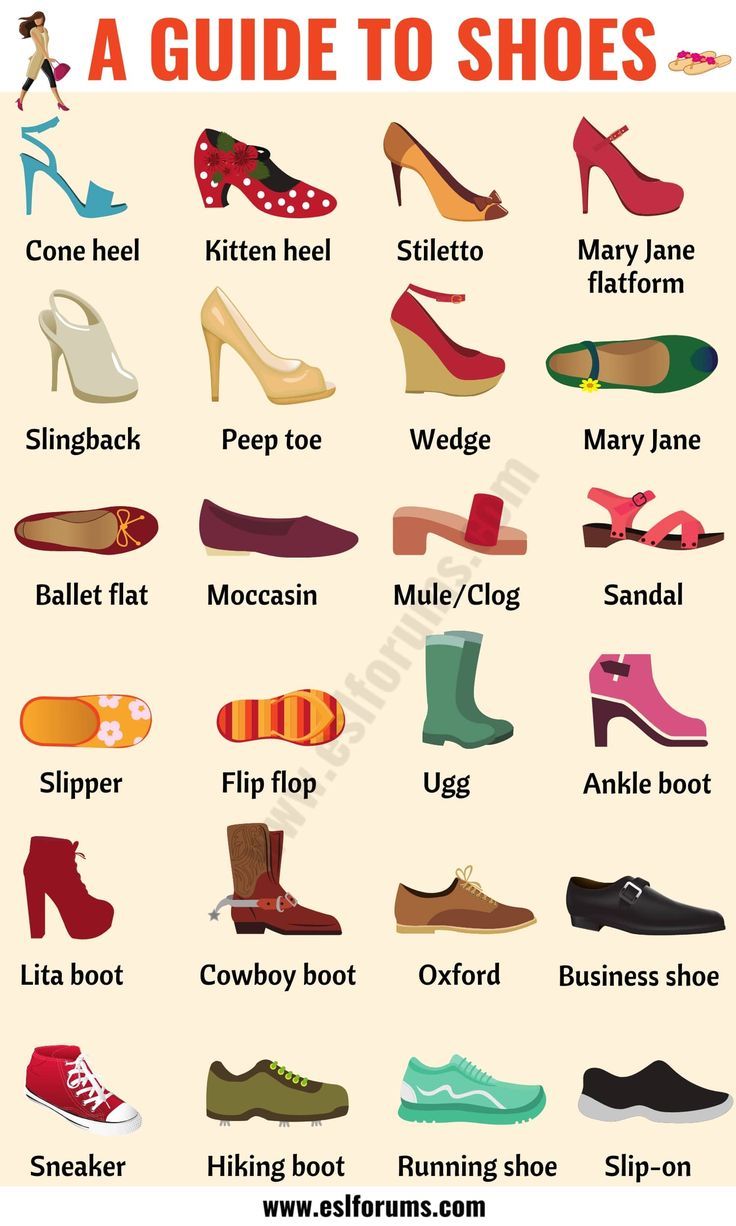 A GUIDE TO SHOES
Cone heel
Kitten heel
Stiletto
Mary Jane
flatform
Slingback
Peep toe
Wedge
Mary Jane
Ballet flat
Moccasin
Mule/Clog
Sandal
Slipper
Flip flop
Ugg
Ankle boot
Lita boot
Cowboy boot
Oxford
Business shoe
Sneaker
Hiking boot
Running shoe
Slip-on
www.eslforums.com
www.eslforums.com